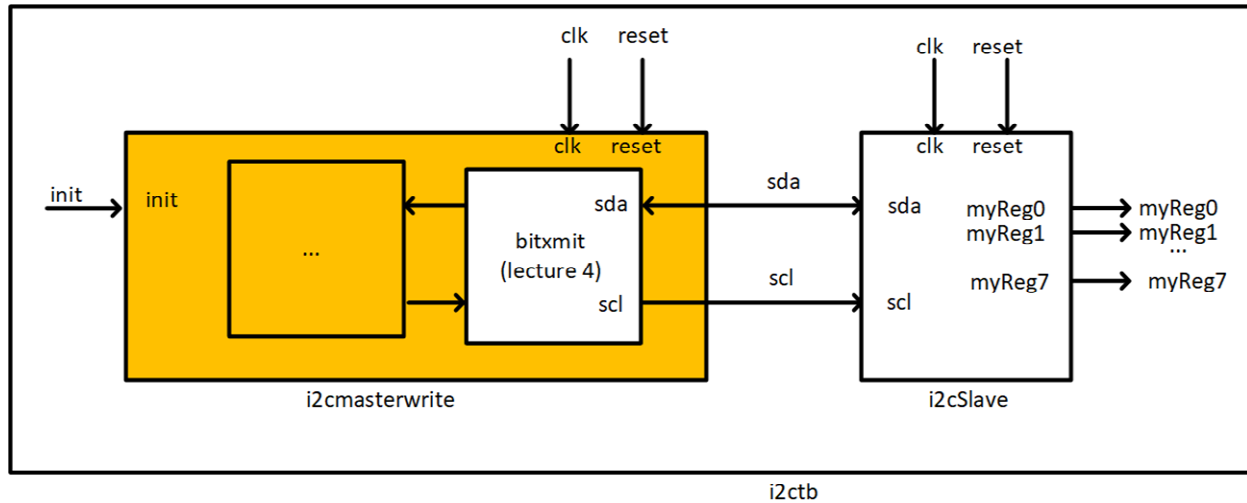 clk reset
clk reset
clk reset
clk reset
init
init
...
bitxmit
(lecture 4)
sda
scl
sda
scl
sda
scl
myReg0
myReg1
myReg7
myReg0
myReg1
...
myReg7
i2cmasterwrite
i2cSlave
i2ctb